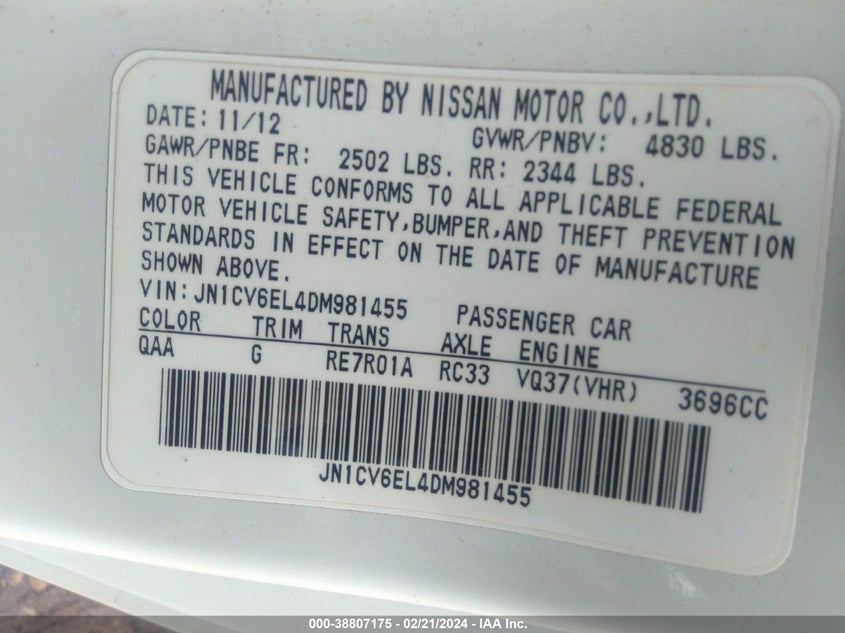 MANUFACTURED BY NISSAN MOTOR CO.,LTD.
DATE: 11/12 GVWR/PNBV: 4830 LBS.
GAWR/PNBE FR: 2502 LBS. RR: 2344 LBS.
THIS VEHICLE CONFORMS TO ALL APPLICABLE FEDERAL
MOTOR VEHICLE SAFETY,BUMPER,AND THEFT PREVENTION
STANDARDS IN EFFECT ON THE DATE OF MANUFACTURE
SHOWN ABOVE.
VIN:JN1CV6EL4DM981455 PASSENGER CAR
COLOR TRIM TRANS AXLE ENGINE
QAA G RE7R01A RC33 VQ37(VHR) 3696CC
JN1CV6EL4DM981455
000-38807175 - 02/21/2024 - IAA Inc.